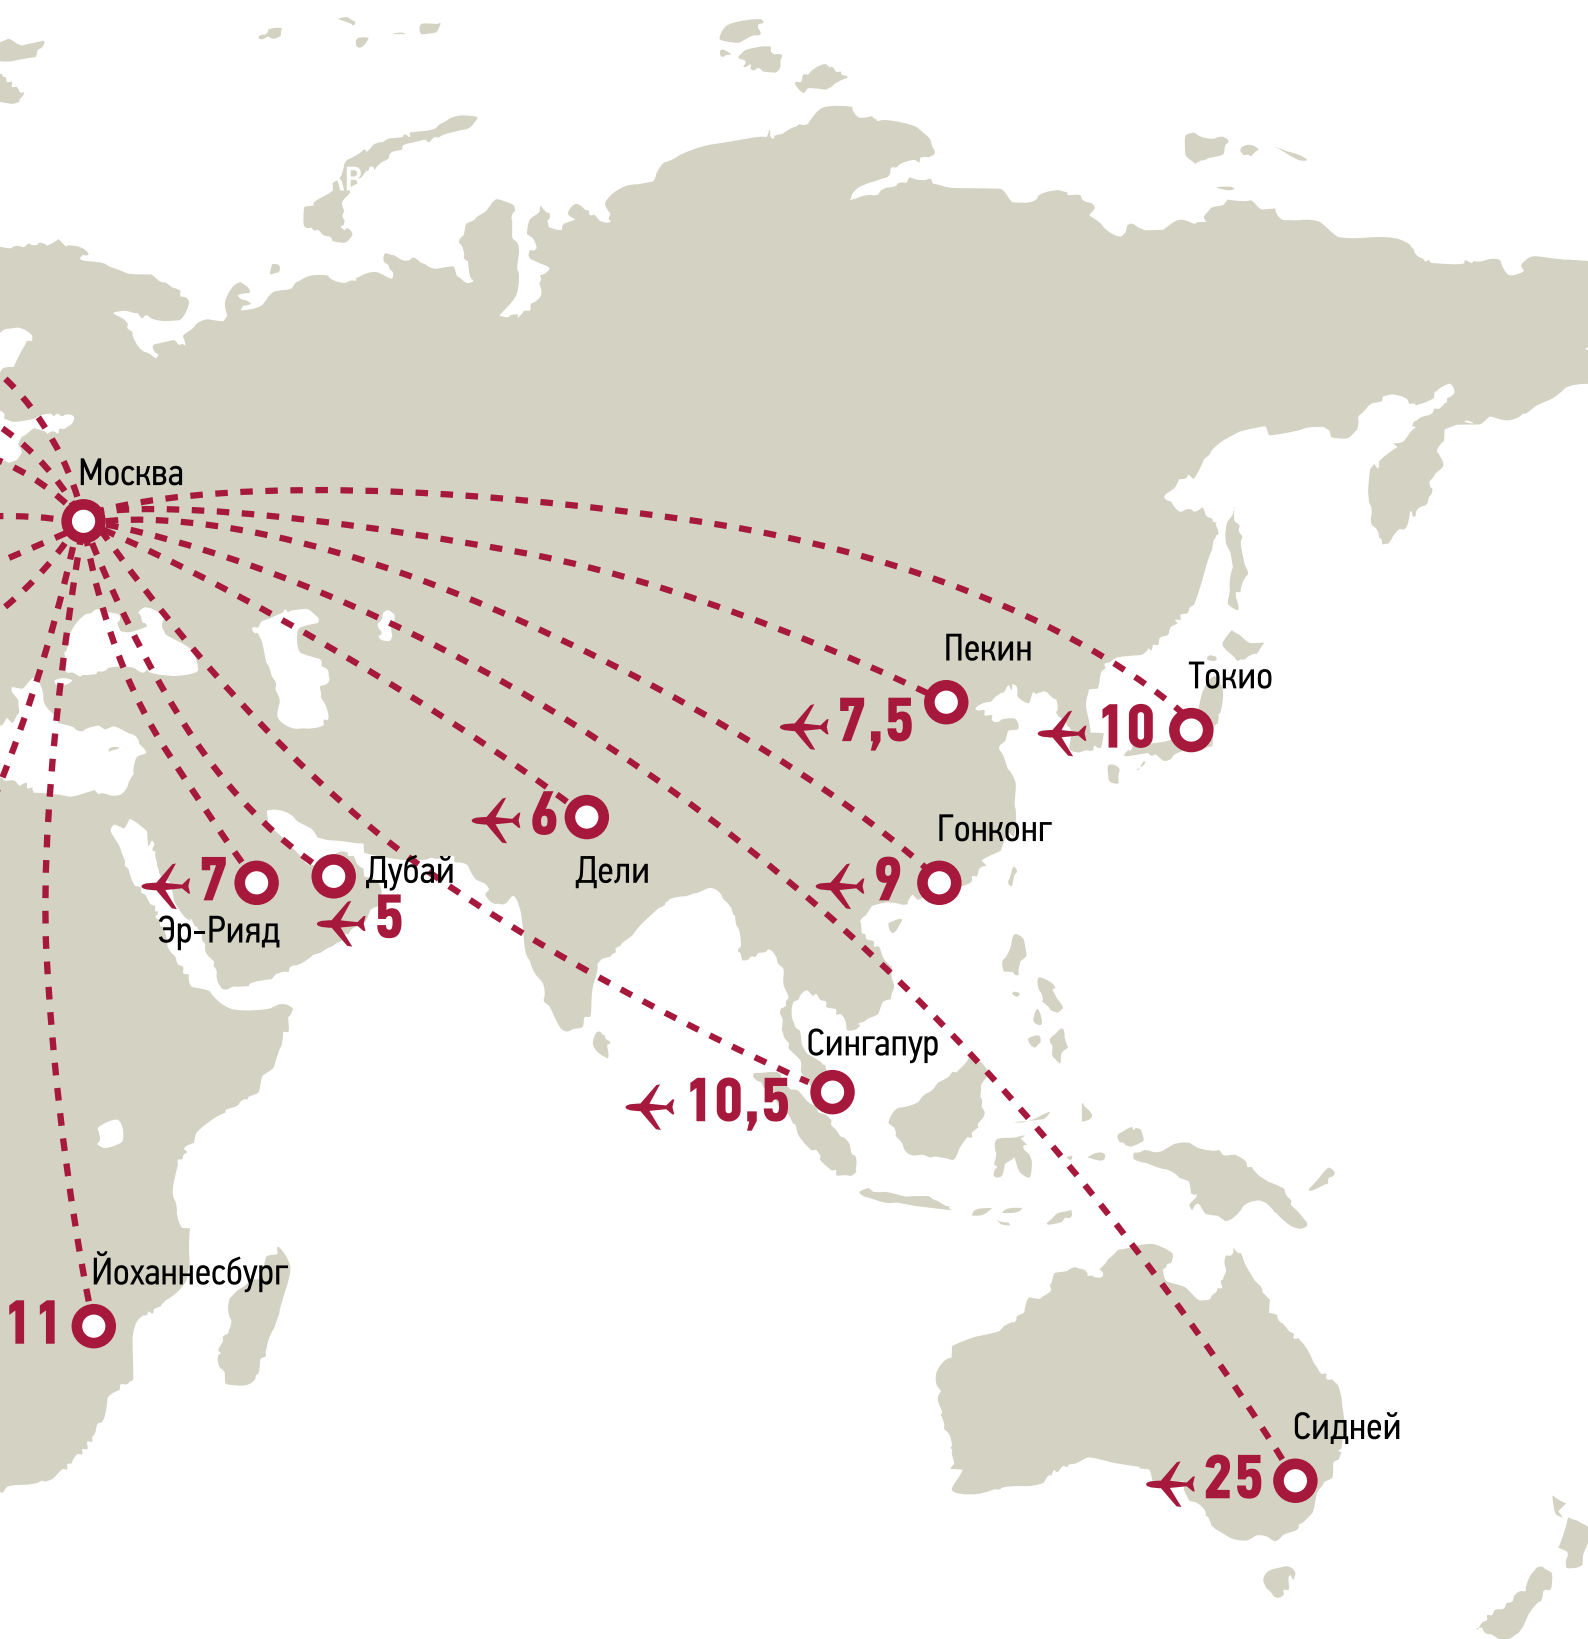 Москва
Пекин
Токио
7,5
10
6
Гонконг
Дели
7
Дубай
9
Эр-Рияд
5
Сингапур
10,5
Йоханнесбург
11
Сидней
25